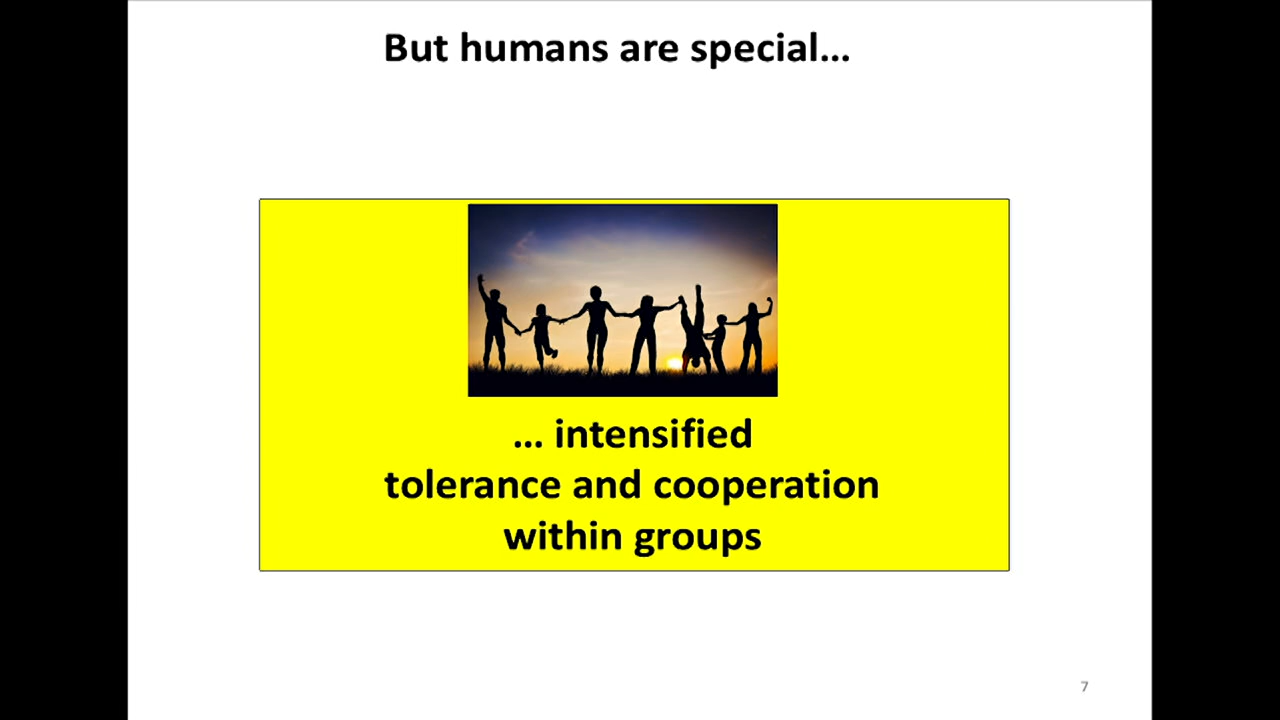 But humans are special...
... intensified
tolerance and cooperation
within groups
7